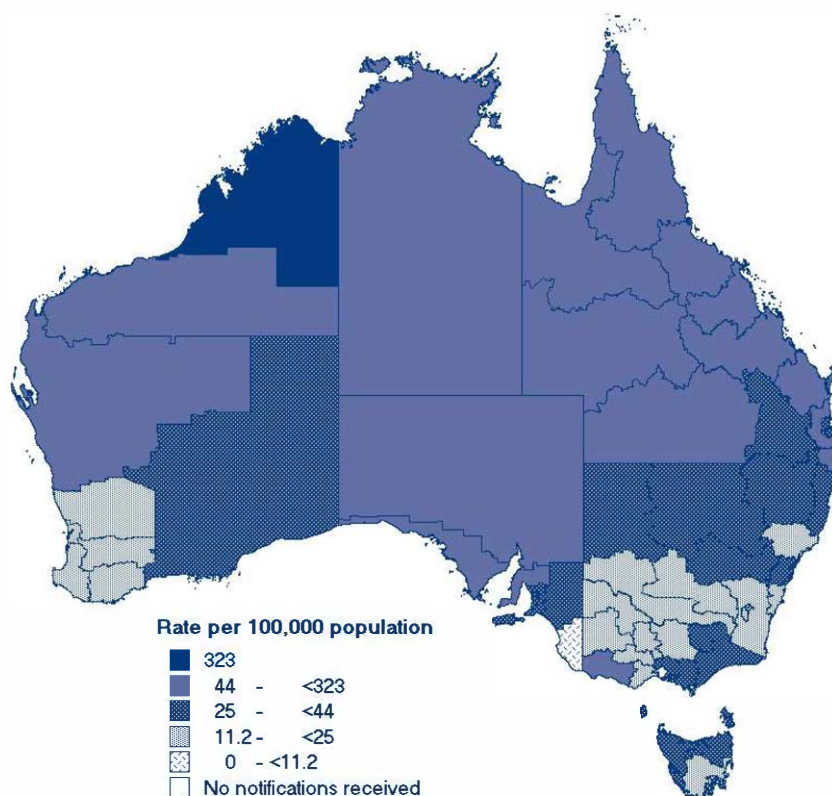 Rate per 100,000 population
323
44 - <323
25 - <44
11.2 - <25
0 - <11.2
No notifications received